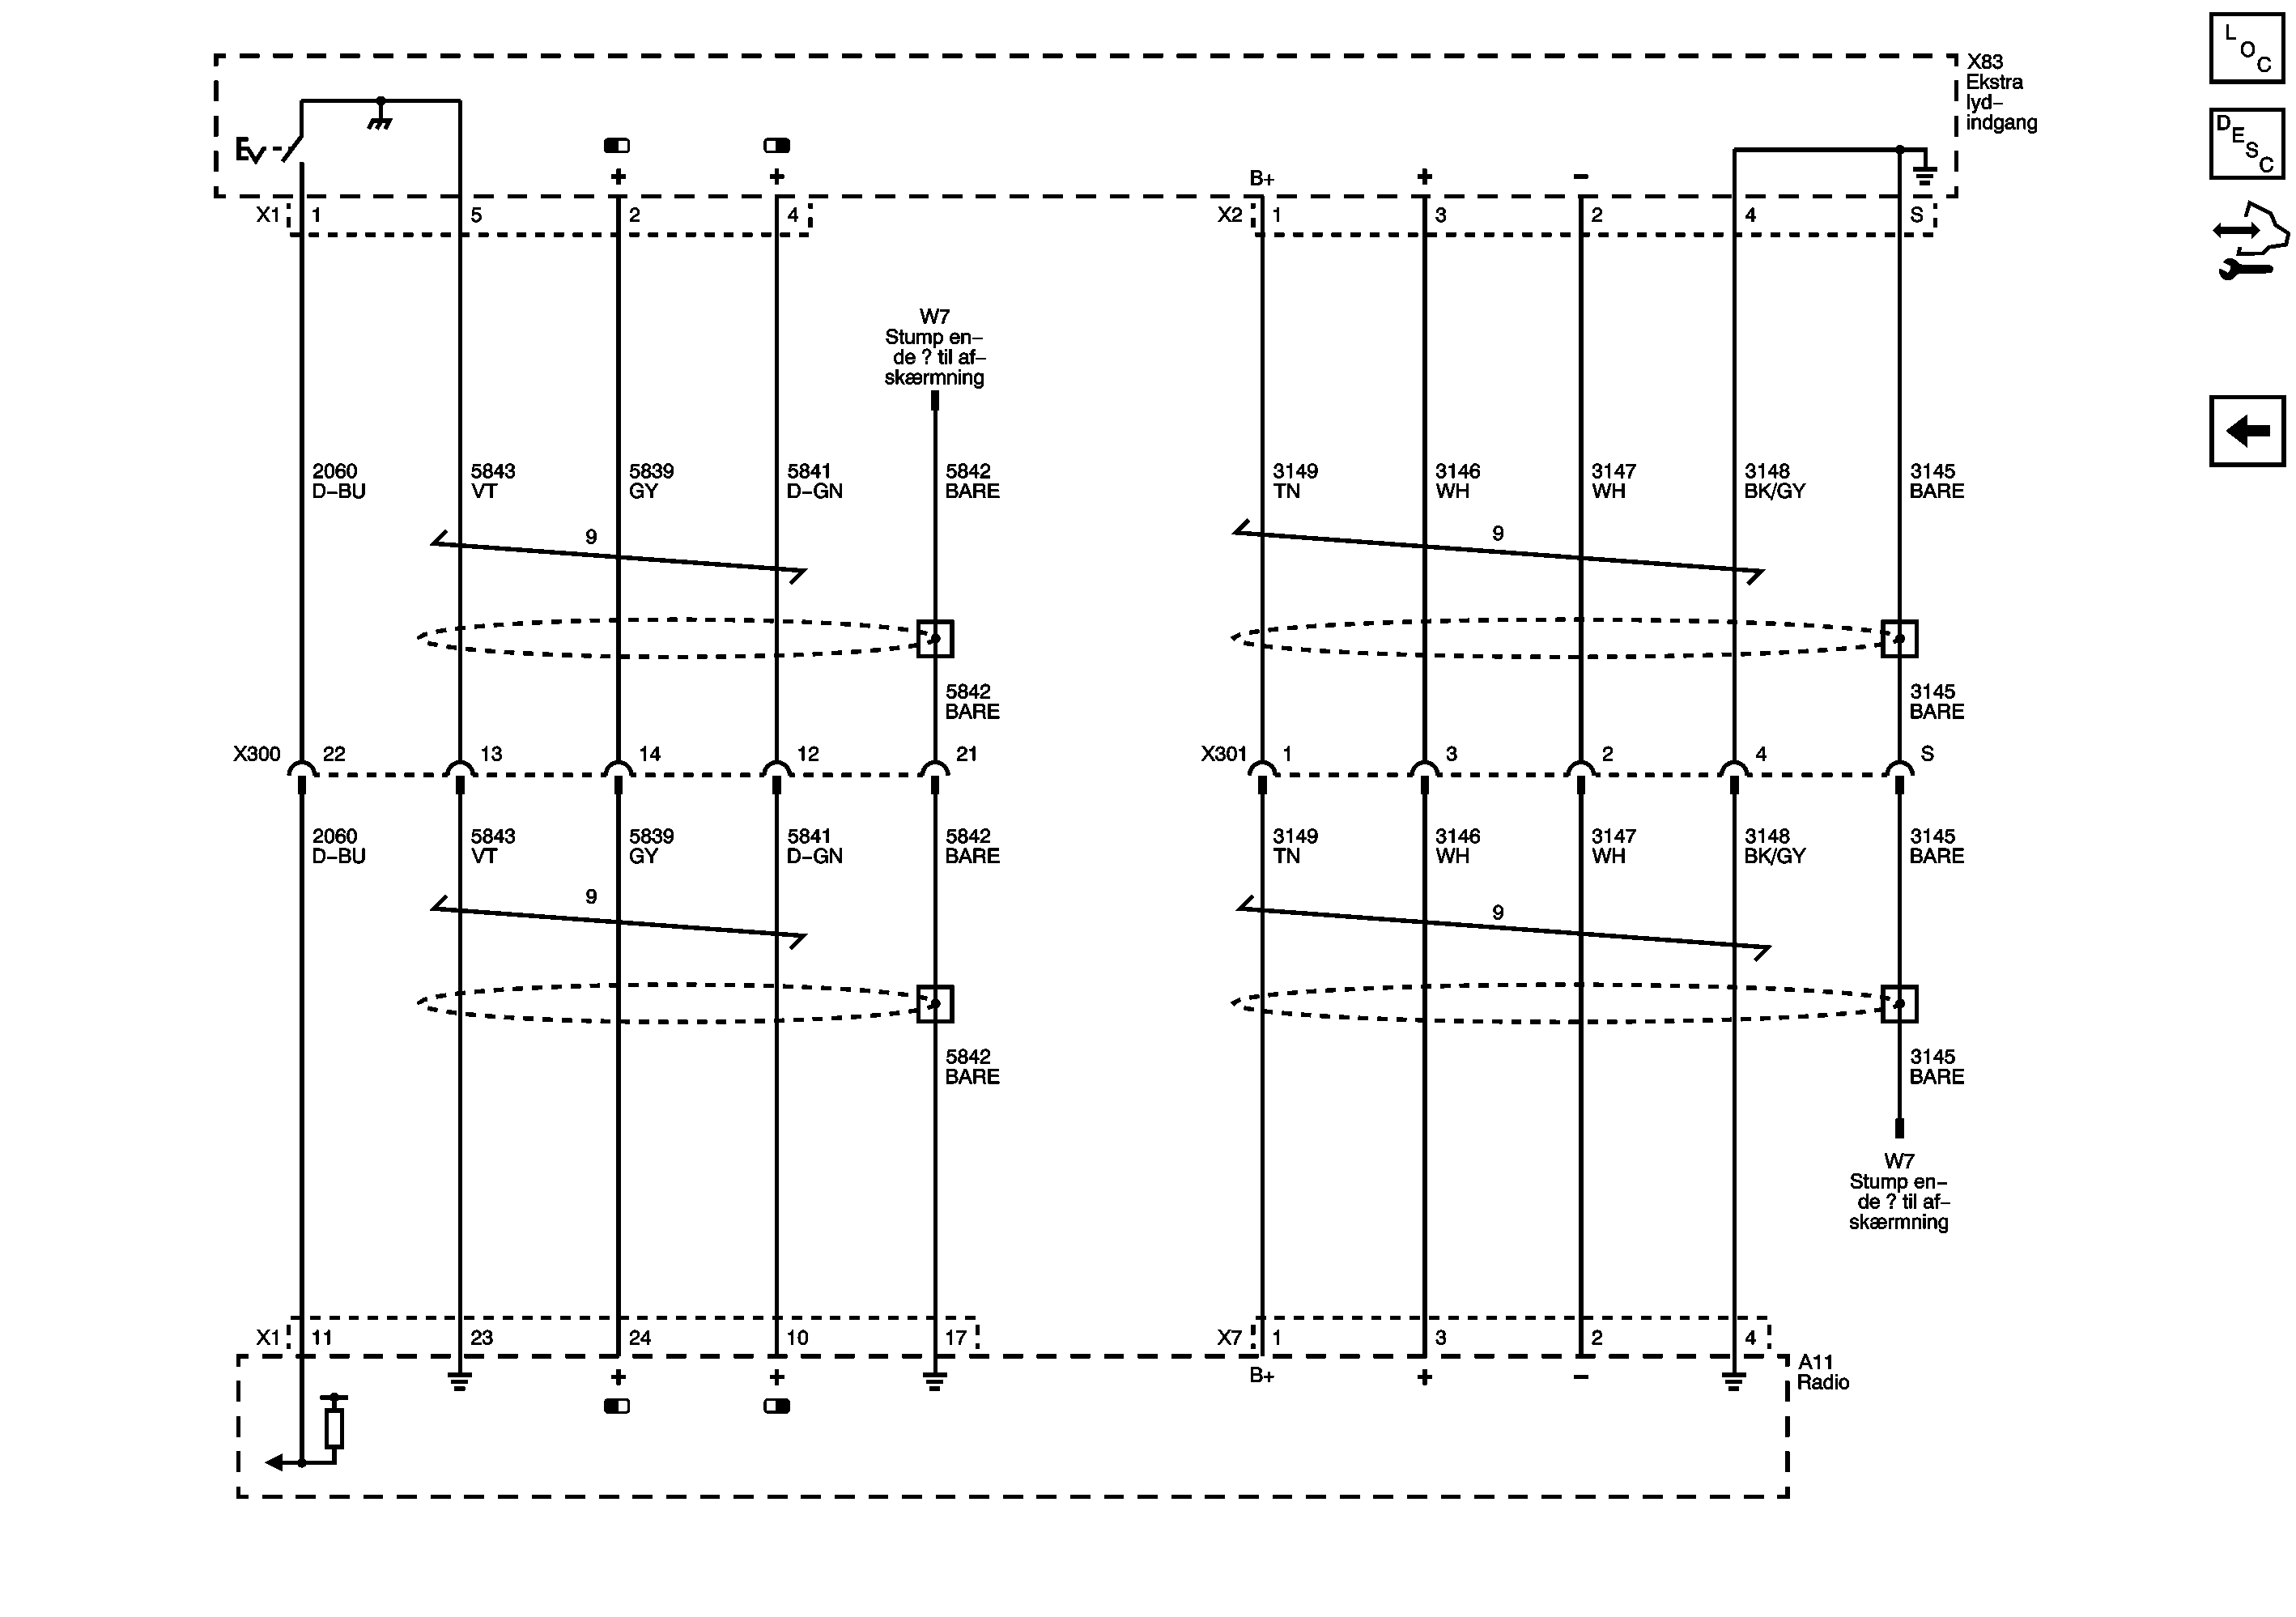 L
O
C
X83
Ekstra
lyd–
indgang
D
E
S
C
B+
X1 1 5 2 4 X2 1 3 2 4 S
W7
Stump en–
de ? til af–
skærmning
2060 5843 5839 5841 5842 3149 3146 3147 3148 3145
D–BU VT GY D–GN BARE TN WH WH BK/GY BARE
9 9
5842 3145
BARE BARE
X300 22 13 14 12 21 X301 1 3 2 4 S
2060 5843 5839 5841 5842 3149 3146 3147 3148 3145
D–BU VT GY D–GN BARE TN WH WH BK/GY BARE
9 9
5842 3145
BARE BARE
W7
Stump en–
de ? til af–
skærmning
X1 11 23 24 10 17 X7 1 3 2 4
B+
A11
Radio